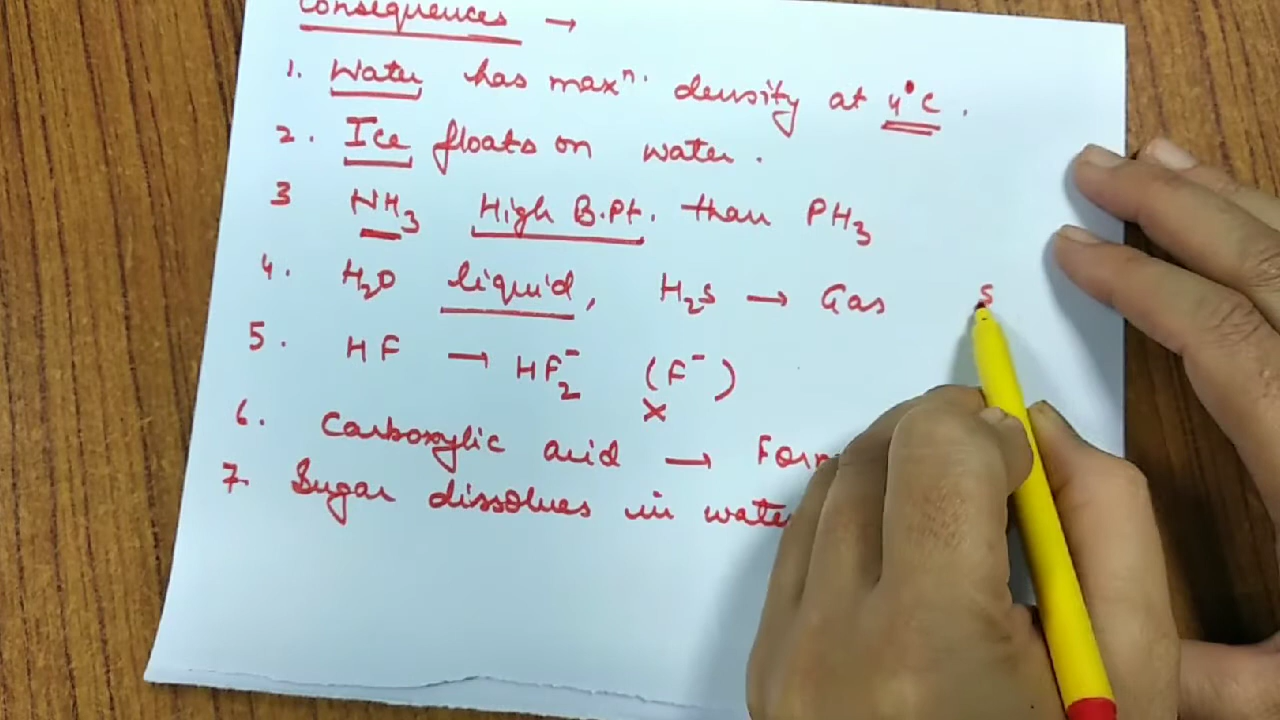 Consequences →
1. Water has maxⁿ. density at 4°C.
2. Ice floats on water.
3 NH₃ High B.Pt. than PH₃
4. H₂O liquid, H₂S → Gas S
5. HF → HF₂⁻ (F⁻) x
6. Carboxylic acid →
7. Sugar dissolves in